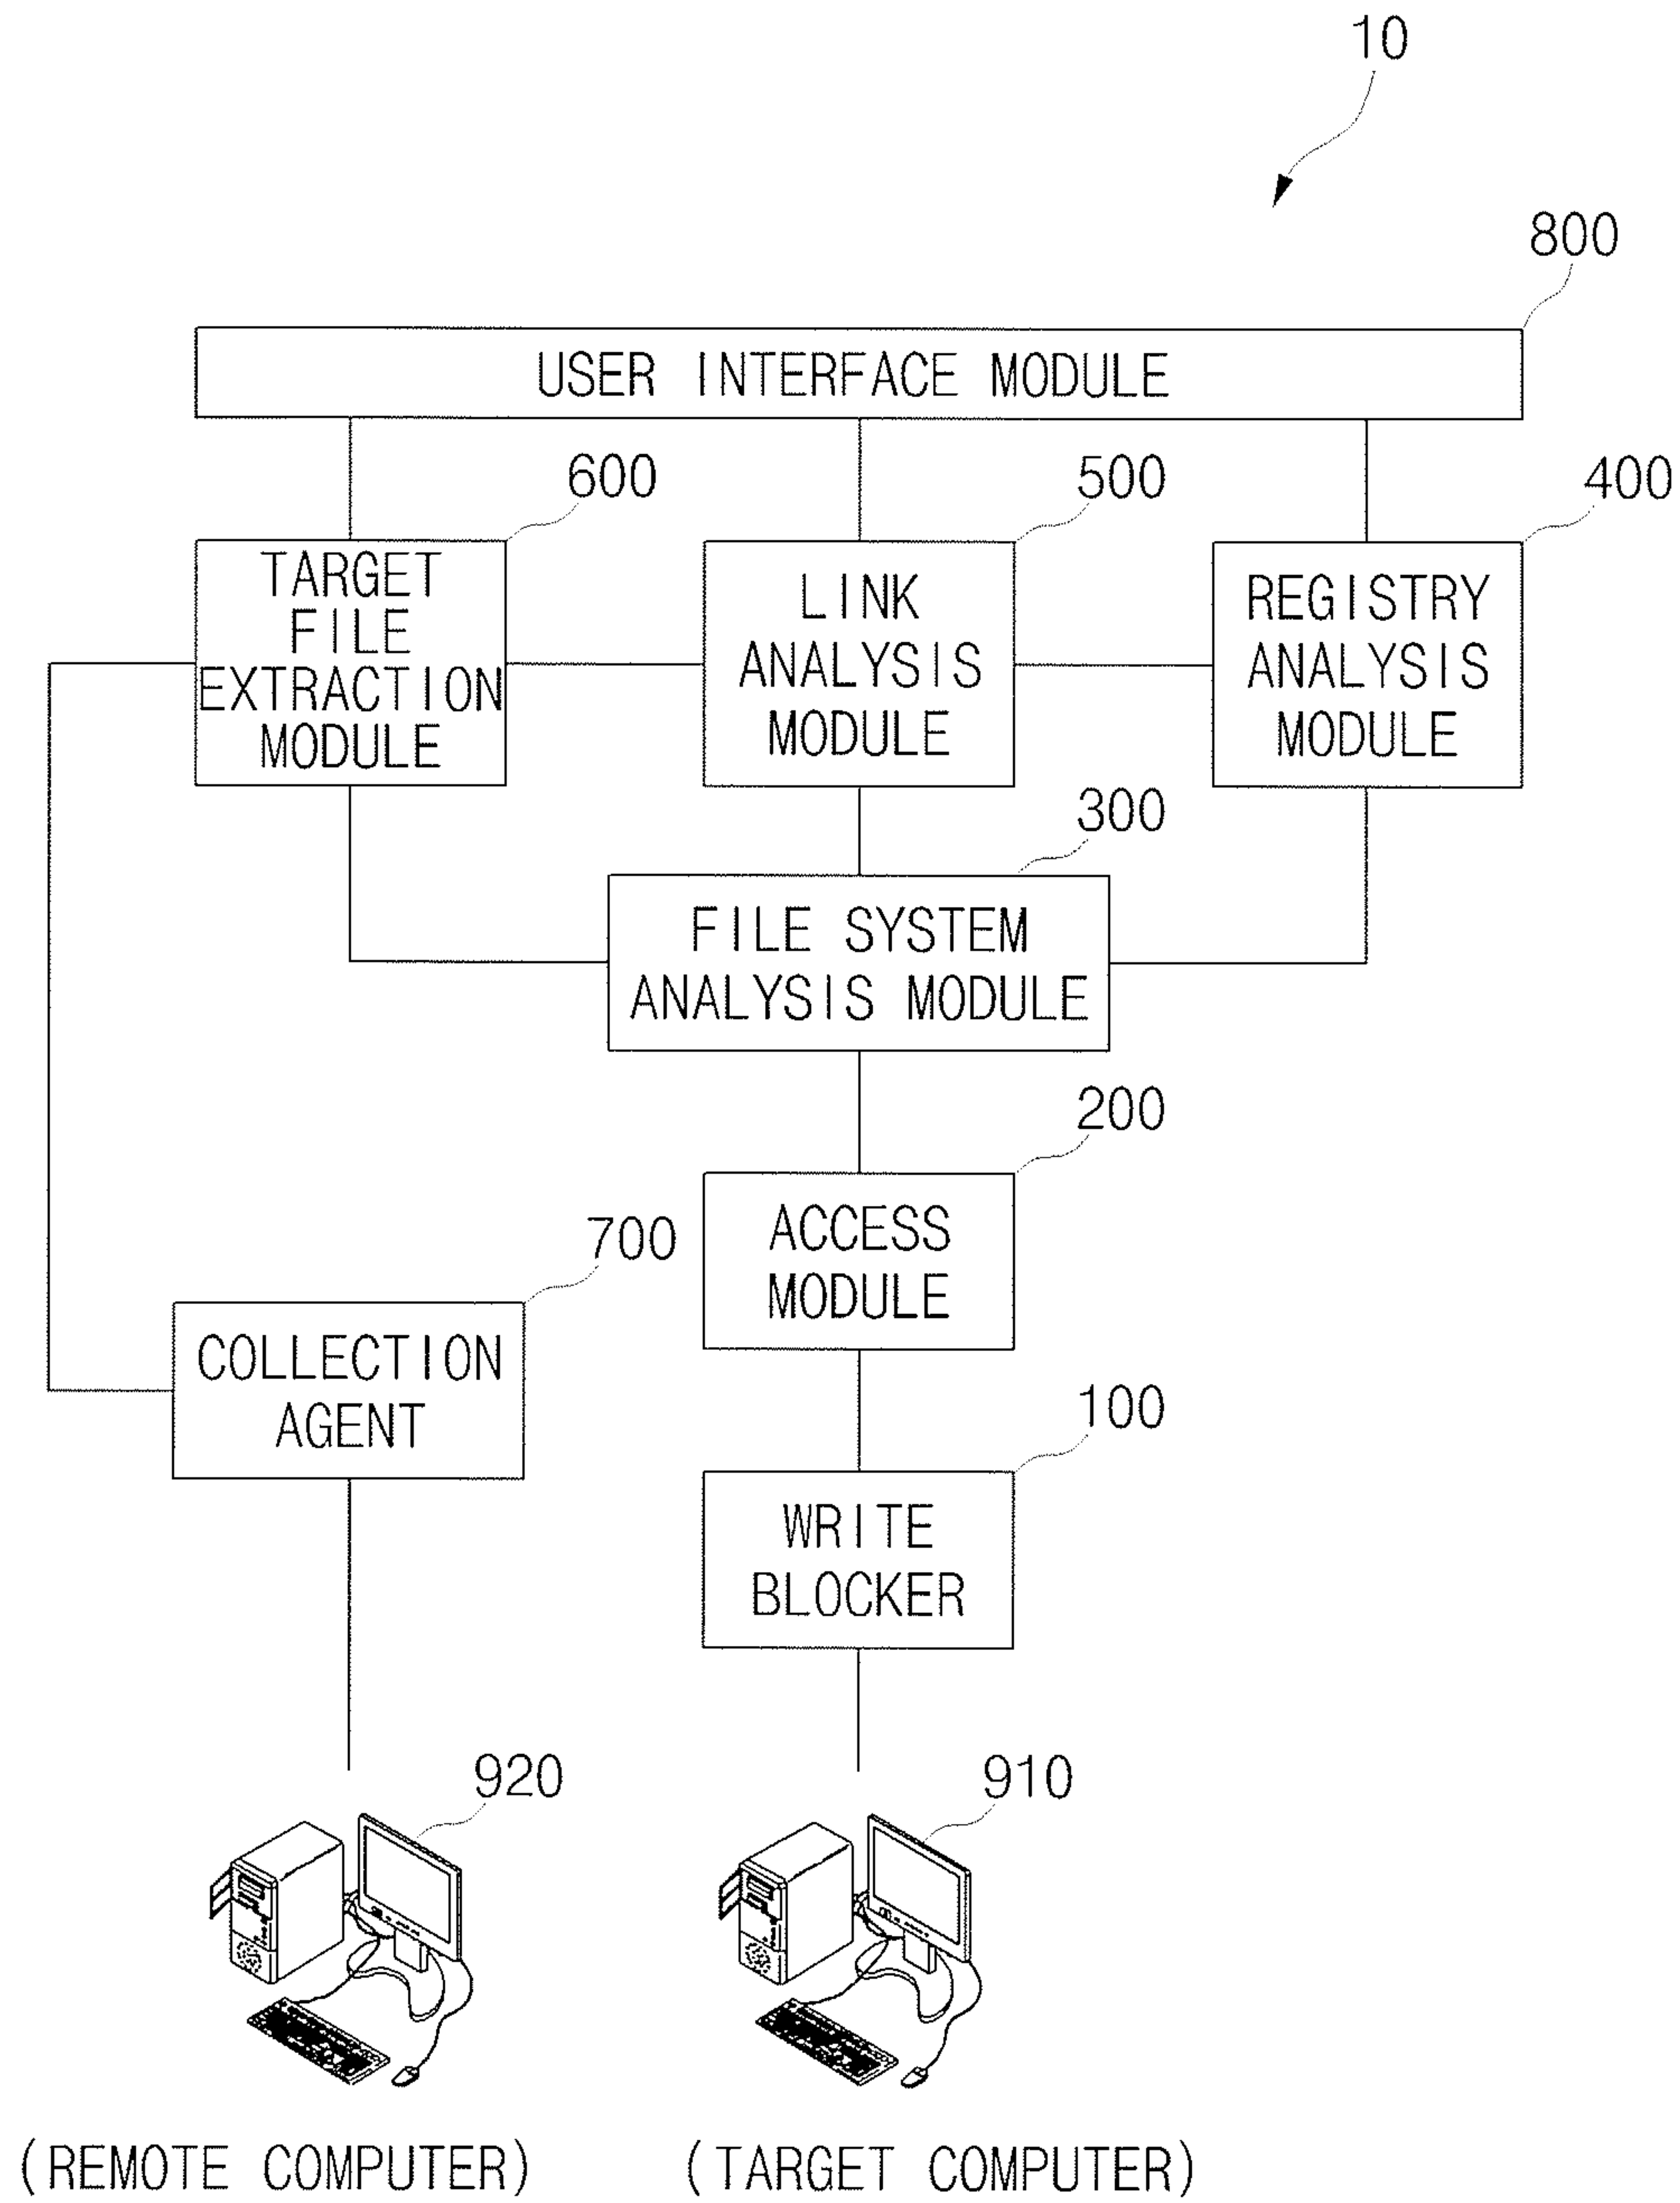 10
800
USER INTERFACE MODULE
600
500
400
TARGET
FILE
EXTRACTION
MODULE
LINK
ANALYSIS
MODULE
REGISTRY
ANALYSIS
MODULE
300
FILE SYSTEM
ANALYSIS MODULE
200
ACCESS
MODULE
700
COLLECTION
AGENT
100
WRITE
BLOCKER
920
910
(REMOTE COMPUTER)
(TARGET COMPUTER)